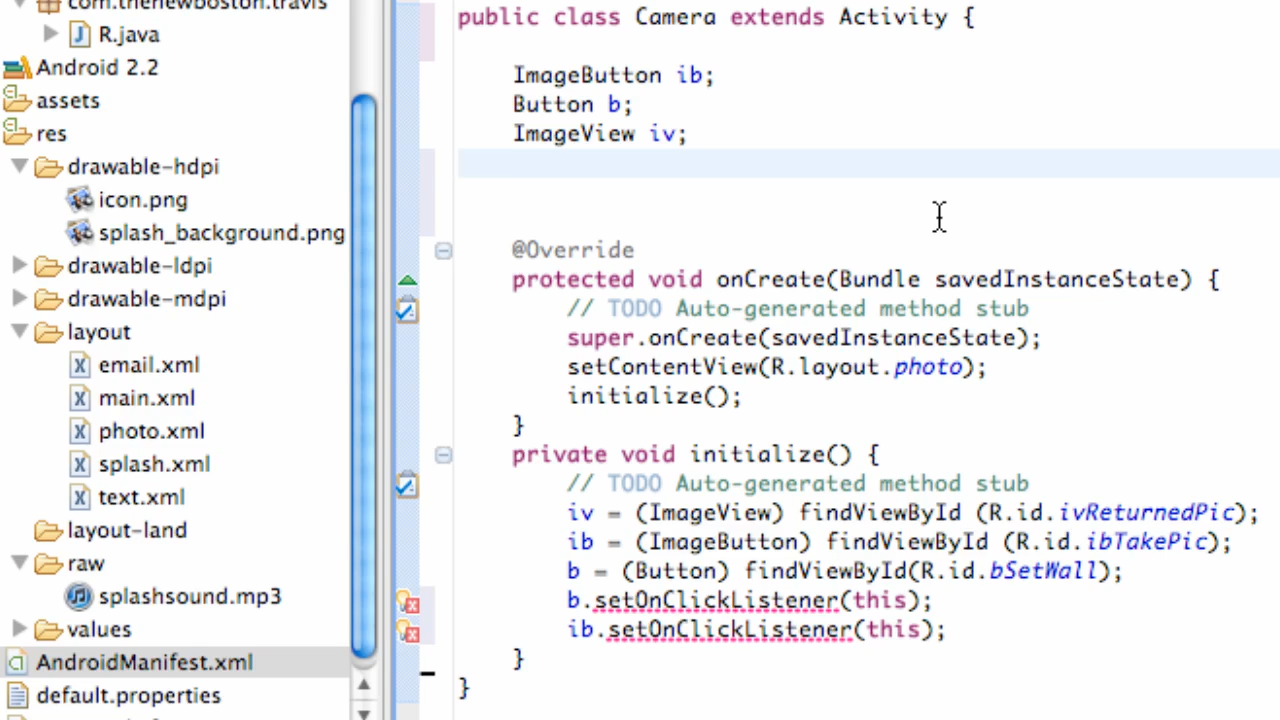 com.thenewboston.travis
R.java
Android 2.2
assets
res
drawable-hdpi
icon.png
splash_background.png
drawable-ldpi
drawable-mdpi
layout
email.xml
main.xml
photo.xml
splash.xml
text.xml
layout-land
raw
splashsound.mp3
values
AndroidManifest.xml
default.properties
public class Camera extends Activity {
ImageButton ib;
Button b;
ImageView iv;
@Override
protected void onCreate(Bundle savedInstanceState) {
// TODO Auto-generated method stub
super.onCreate(savedInstanceState);
setContentView(R.layout.photo);
initialize();
}
private void initialize() {
// TODO Auto-generated method stub
iv = (ImageView) findViewById (R.id.ivReturnedPic);
ib = (ImageButton) findViewById (R.id.ibTakePic);
b = (Button) findViewById(R.id.bSetWall);
b.setOnClickListener(this);
ib.setOnClickListener(this);
}
}